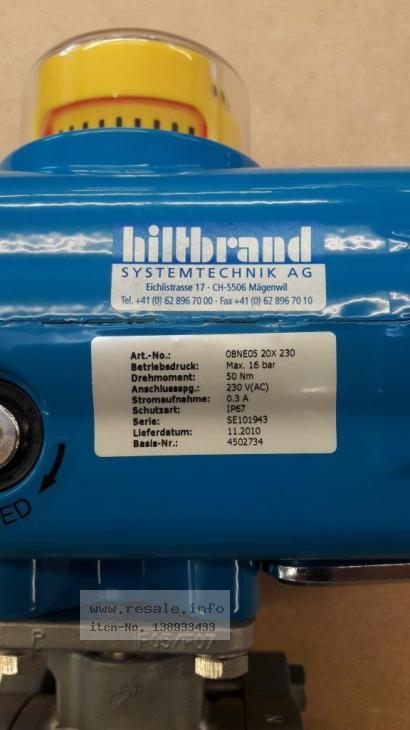 hiltbrand
SYSTEMTECHNIK AG
Eichlistrasse 17 · CH-5506 Mägenwil
Tel. +41 (0) 62 896 70 00 · Fax +41 (0) 62 896 70 10
Art.-No.: 08NE05 20X 230
Betriebsdruck: Max. 16 bar
Drehmoment: 50 Nm
Anschlusspg.: 230 V(AC)
Stromaufnahme: 0.3 A
Schutzart: IP67
Serie: SE101943
Lieferdatum: 11.2010
Basis-Nr.: 4502734
ED
www.resale.info
item-No. 138933433
P F05/F07
N